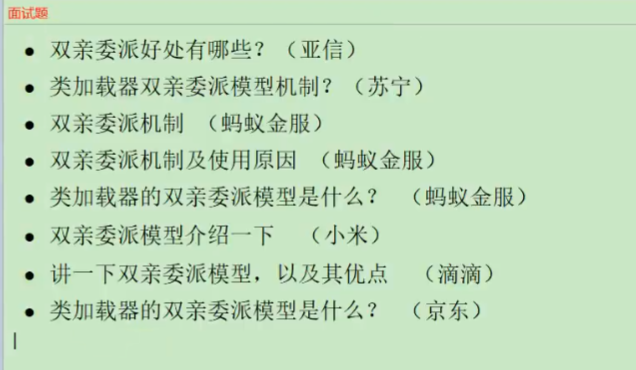 面试题
● 双亲委派好处有哪些？（亚信）
● 类加载器双亲委派模型机制？（苏宁）
● 双亲委派机制 （蚂蚁金服）
● 双亲委派机制及使用原因 （蚂蚁金服）
● 类加载器的双亲委派模型是什么？ （蚂蚁金服）
● 双亲委派模型介绍一下 （小米）
● 讲一下双亲委派模型，以及其优点 （滴滴）
● 类加载器的双亲委派模型是什么？ （京东）